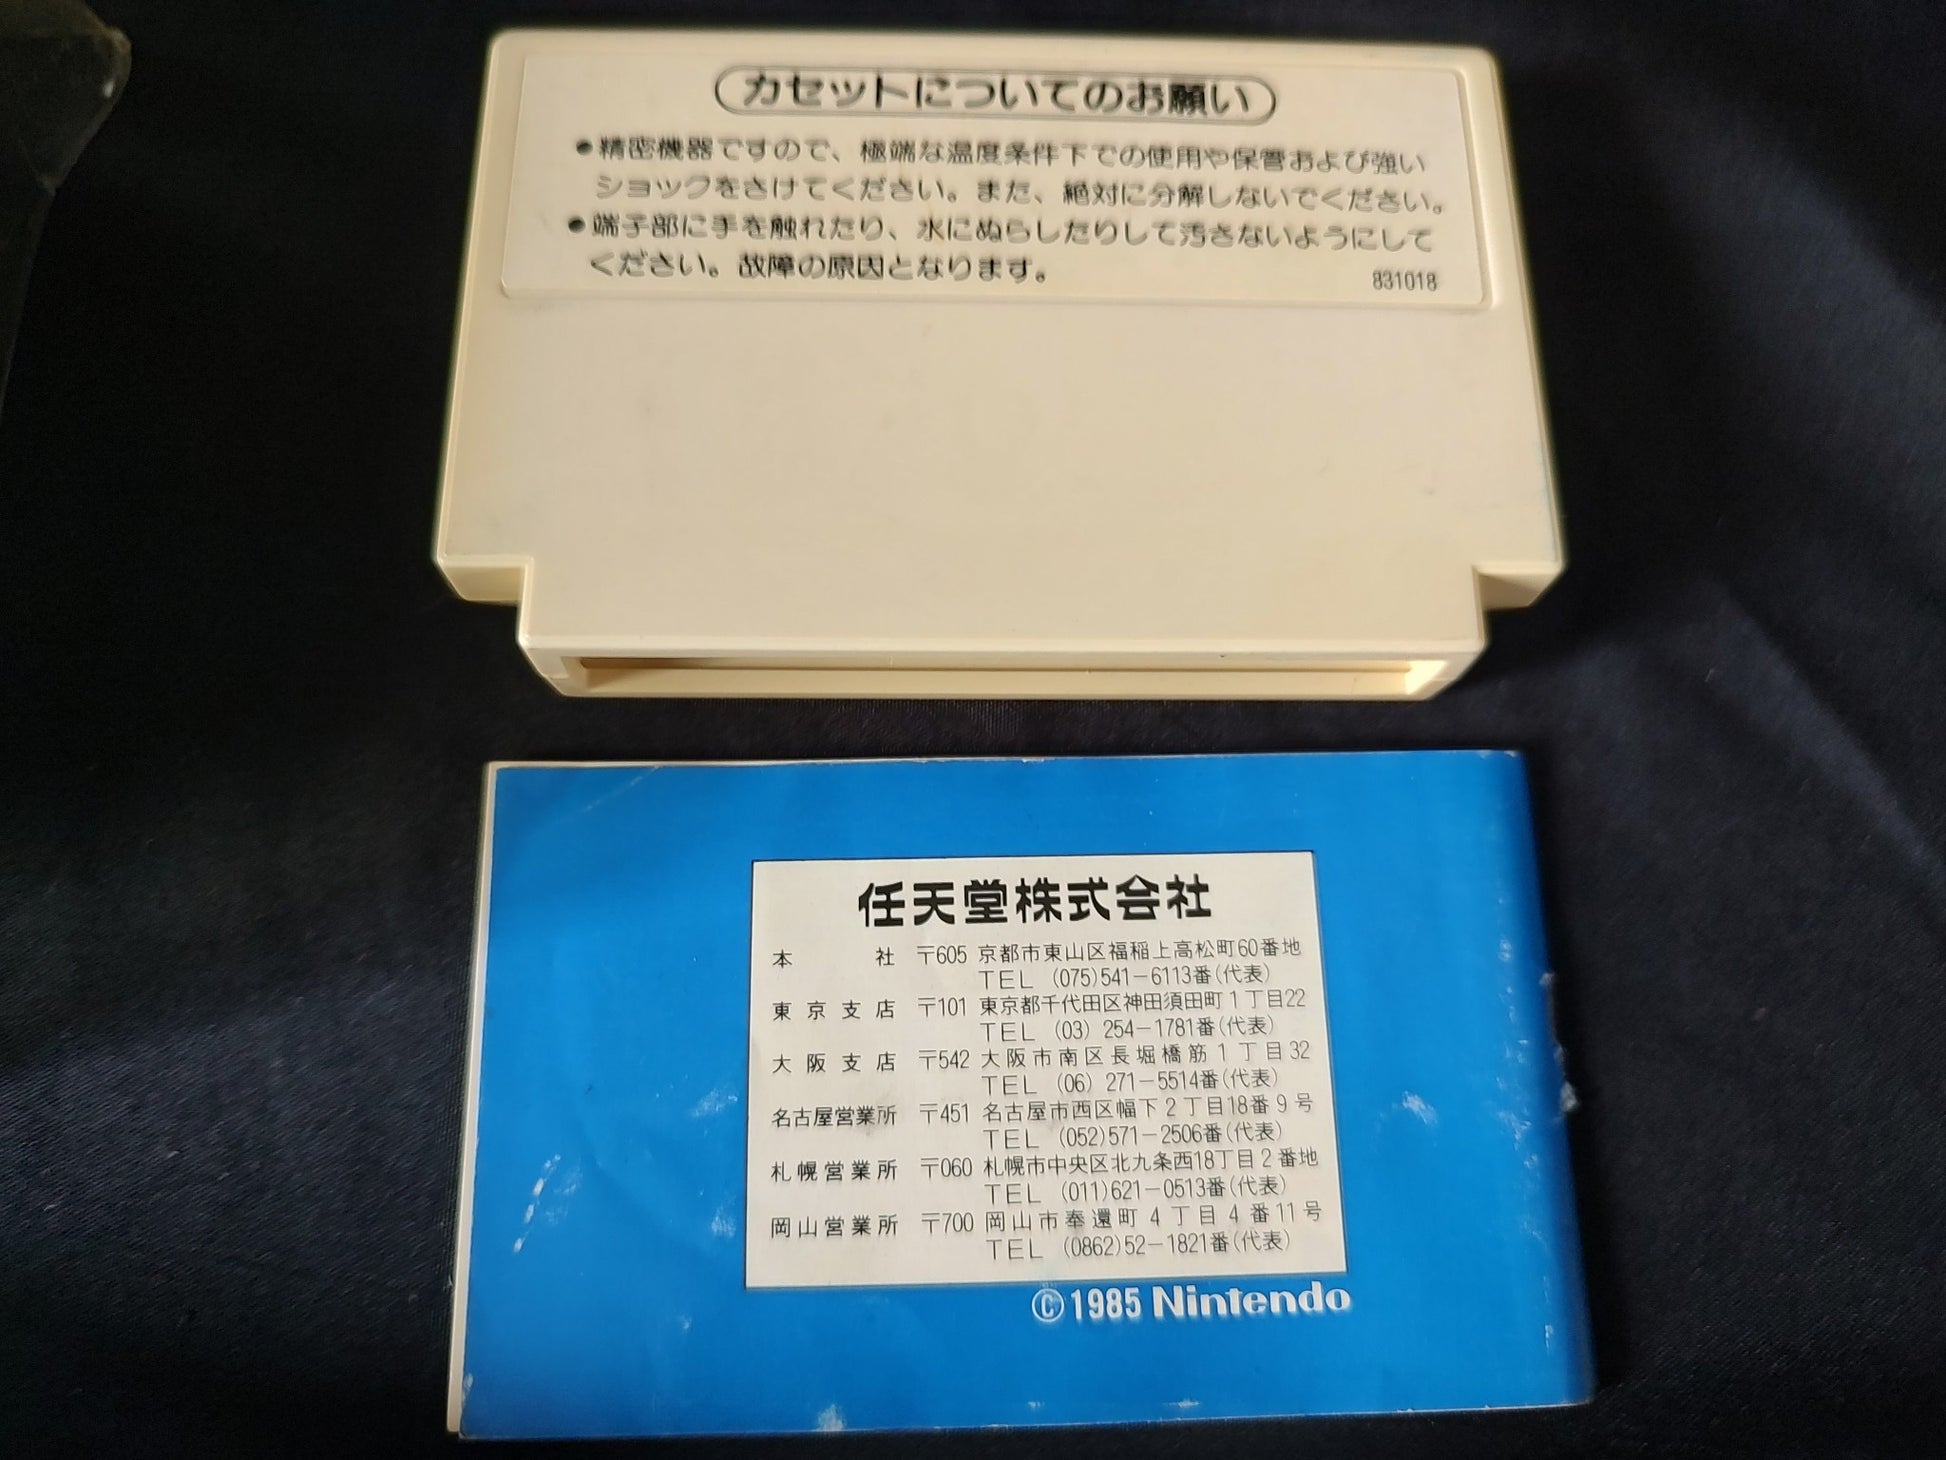 カセットについてのお願い
●精密機器ですので、極端な温度条件下での使用や保管および強い
ショックをさけてください。また、絶対に分解しないでください。
●端子部に手を触れたり、水にぬらしたりして汚さないようにして
ください。故障の原因となります。
831018
任天堂株式会社
本社 〒605 京都市東山区福稲上高松町60番地
TEL (075)541-6113番(代表)
東京支店 〒101 東京都千代田区神田須田町1丁目22
TEL (03) 254-1781番(代表)
大阪支店 〒542 大阪市南区長堀橋筋1丁目32
TEL (06) 271-5514番(代表)
名古屋営業所 〒451 名古屋市西区幅下2丁目18番9号
TEL (052)571-2506番(代表)
札幌営業所 〒060 札幌市中央区北九条西18丁目2番地
TEL (011)621-0513番(代表)
岡山営業所 〒700 岡山市奉還町4丁目4番11号
TEL (0862)52-1821番(代表)
©1985 Nintendo